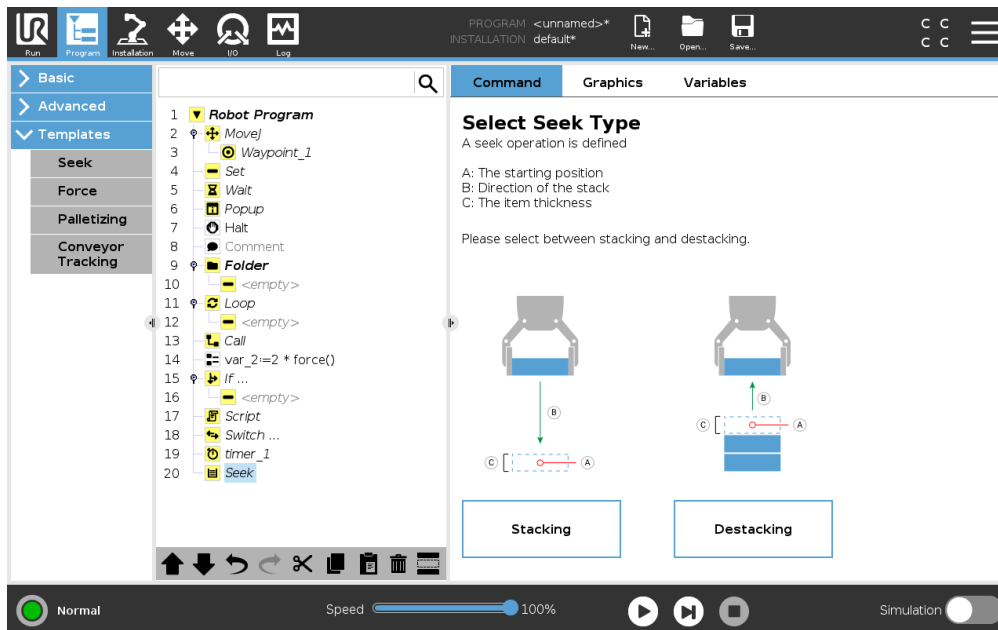 Run
Program
Installation
Move
I/O
Log
PROGRAM <unnamed>*
INSTALLATION default*
New...
Open...
Save...
C C
C C
Basic
Advanced
Templates
Seek
Force
Palletizing
Conveyor
Tracking
1 Robot Program
2 MoveJ
3 Waypoint_1
4 Set
5 Wait
6 Popup
7 Halt
8 Comment
9 Folder
10 <empty>
11 Loop
12 <empty>
13 Call
14 var_2:=2 * force()
15 If ...
16 <empty>
17 Script
18 Switch ...
19 timer_1
20 Seek
Command
Graphics
Variables
Select Seek Type
A seek operation is defined
A: The starting position
B: Direction of the stack
C: The item thickness
Please select between stacking and destacking.
B
C
A
B
C
A
Stacking
Destacking
Normal
Speed
100%
Simulation